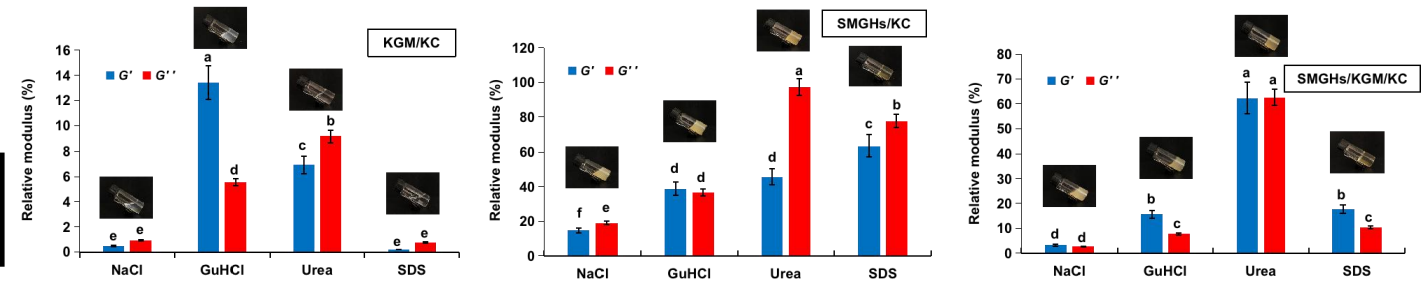 KGM/KC
Relative modulus (%)
16
14
12
10
8
6
4
2
0
G' G' '
e e
a d
c b
e e
NaCl GuHCl Urea SDS
SMGHs/KC
Relative modulus (%)
120
100
80
60
40
20
0
G' G' '
f e
d d
d a
c b
NaCl GuHCl Urea SDS
SMGHs/KGM/KC
Relative modulus (%)
80
70
60
50
40
30
20
10
0
G' G' '
d d
b c
a a
b c
NaCl GuHCl Urea SDS